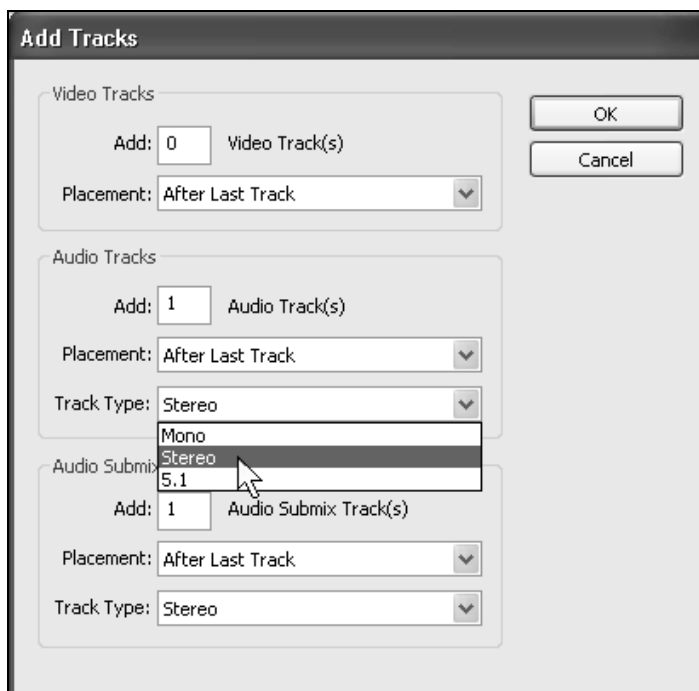 Add Tracks
Video Tracks
OK
Add: 0 Video Track(s)
Cancel
Placement: After Last Track
Audio Tracks
Add: 1 Audio Track(s)
Placement: After Last Track
Track Type: Stereo
Mono
Stereo
Audio Submix
5.1
Add: 1 Audio Submix Track(s)
Placement: After Last Track
Track Type: Stereo